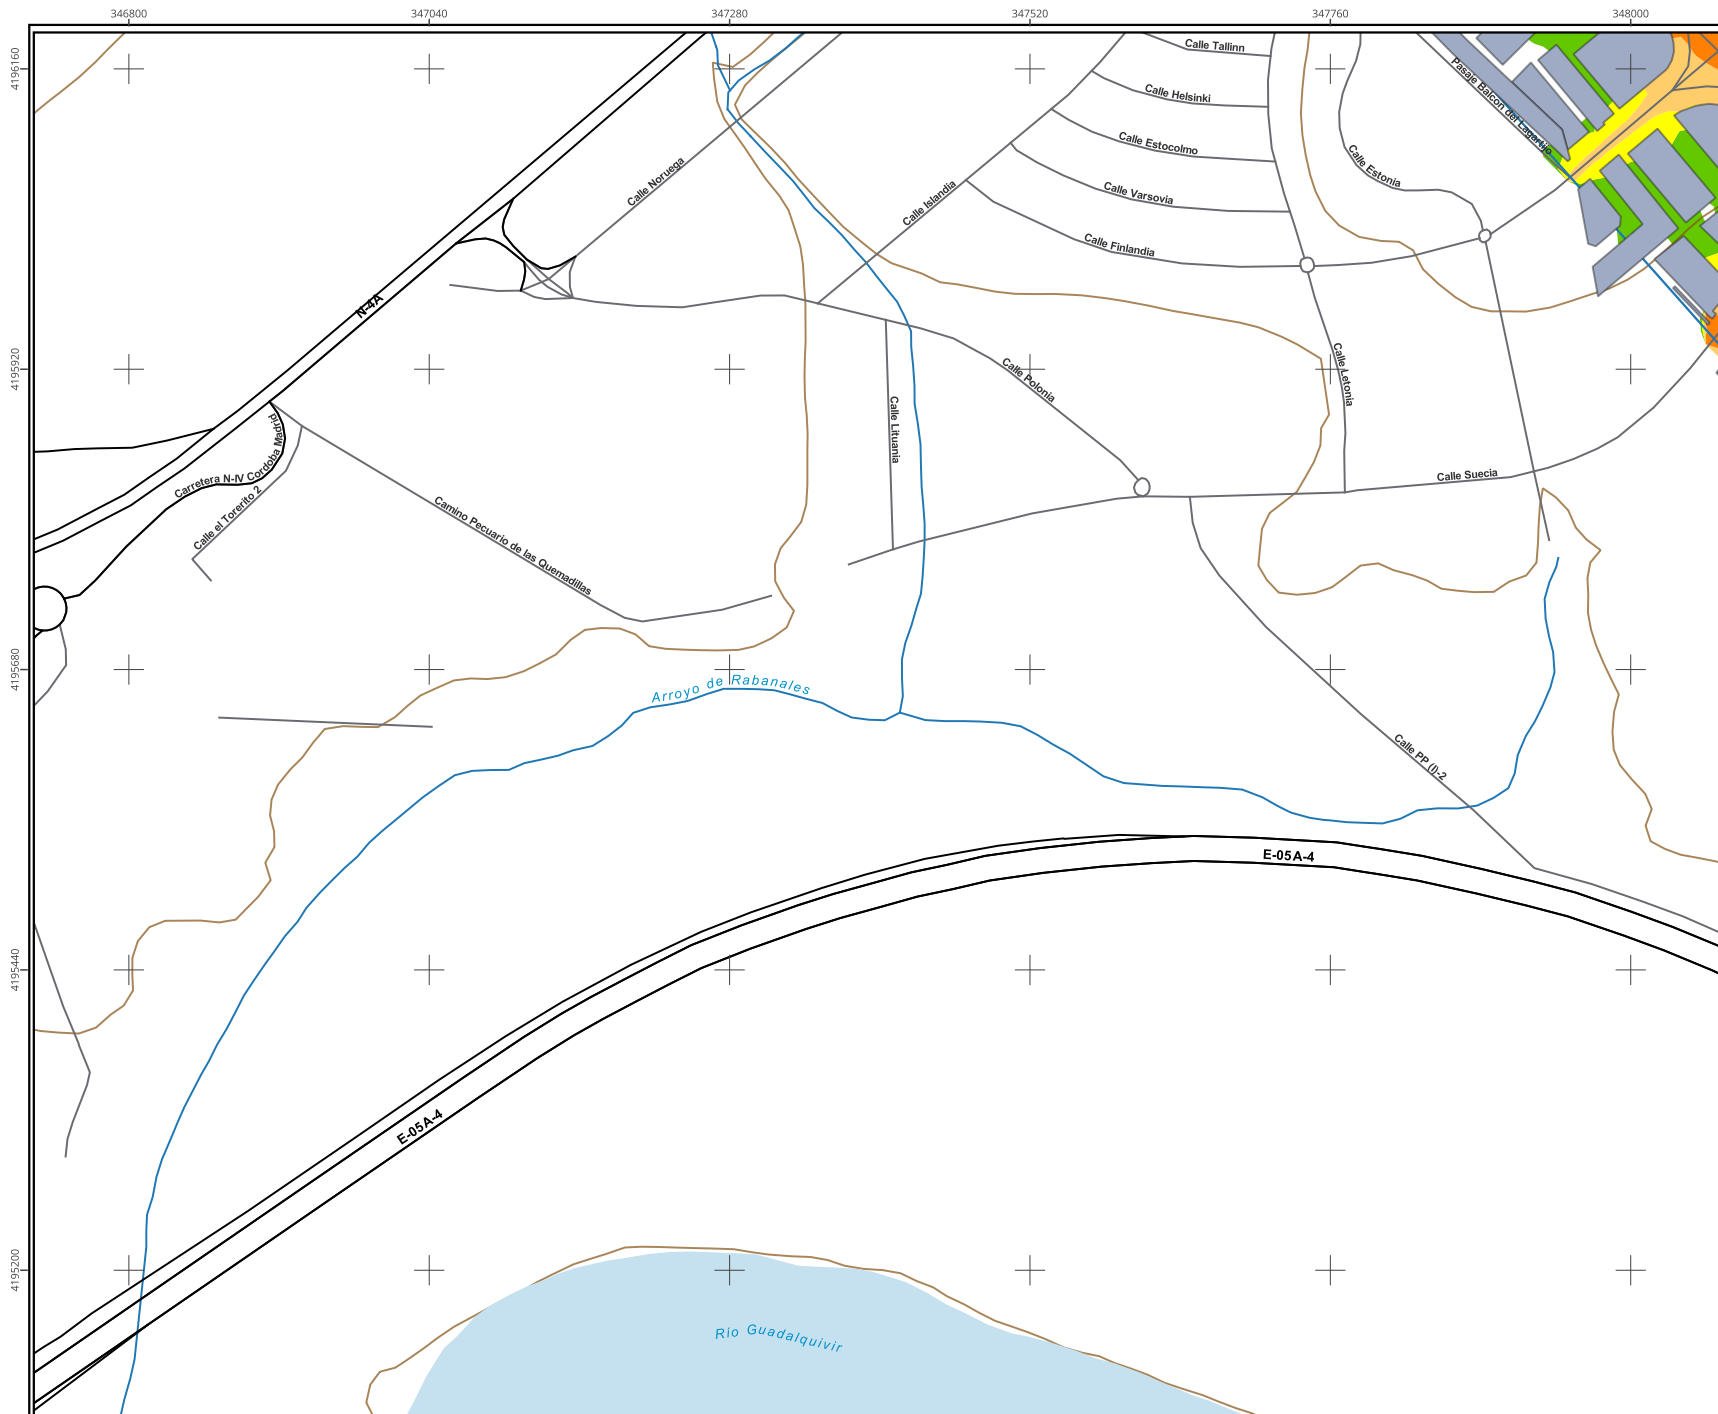 346800
347040
347280
347520
347760
348000
4196160
4195920
4195680
4195440
4195200
Calle Tallinn
Calle Helsinki
Calle Estocolmo
Calle Varsovia
Calle Finlandia
Calle Islandia
Calle Noruega
Calle Estonia
Pasaje Balcon del Lagartijo
N-4A
Calle Polonia
Calle Letonia
Calle Lituania
Calle Suecia
Carretera N-IV Cordoba Madrid
Calle el Torerito 2
Camino Pecuario de las Quemadillas
Arroyo de Rabanales
Calle PP (I)-2
E-05A-4
E-05A-4
Rio Guadalquivir